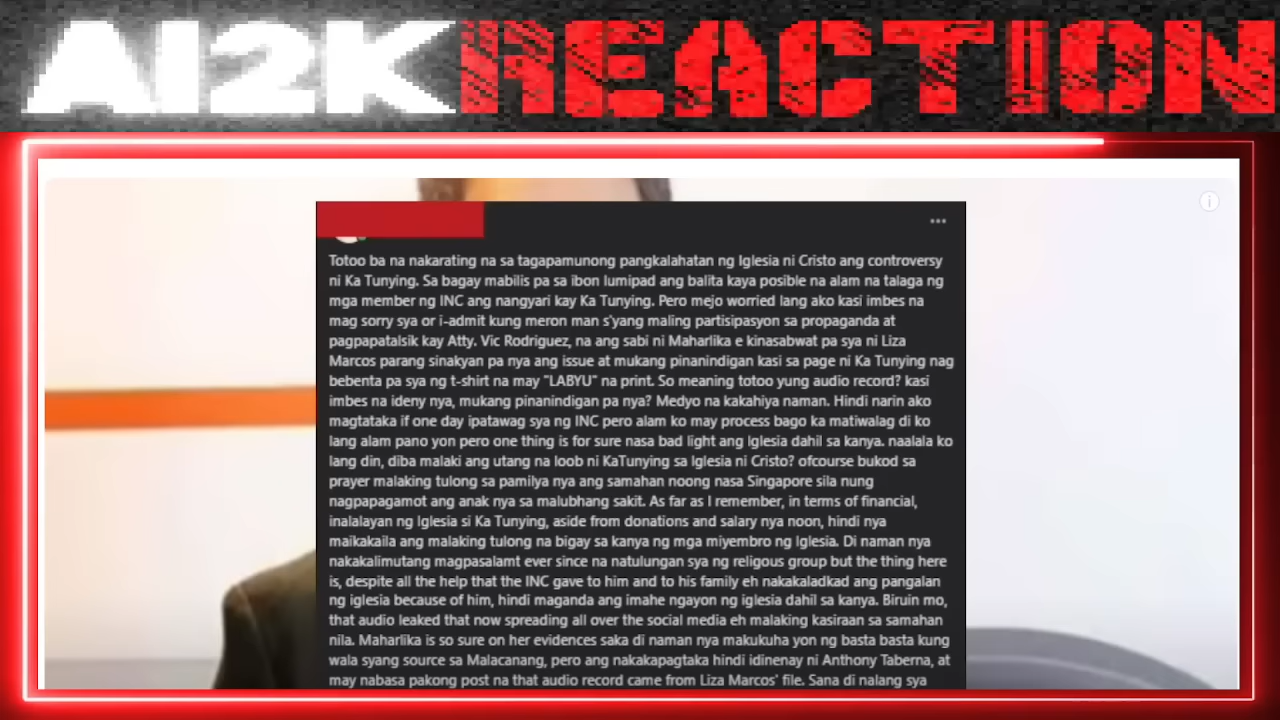 AI2KREACTION
Totoo ba na nakarating na sa tagapamunong pangkalahatan ng Iglesia ni Cristo ang controversy
ni Ka Tunying. Sa bagay mabilis pa sa ibon lumipad ang balita kaya posible na alam na talaga ng
mga member ng INC ang nangyari kay Ka Tunying. Pero mejo worried lang ako kasi imbes na
mag sorry sya or i-admit kung meron man s'yang maling partisipasyon sa propaganda at
pagpapatalsik kay Atty. Vic Rodriguez, na ang sabi ni Maharlika e kinasabwat pa sya ni Liza
Marcos parang sinakyan pa nya ang issue at mukang pinanindigan kasi sa page ni Ka Tunying nag
bebenta pa sya ng t-shirt na may "LABYU" na print. So meaning totoo yung audio record? kasi
imbes na ideny nya, mukang pinanindigan pa nya? Medyo na kakahiya naman. Hindi narin ako
magtataka if one day ipatawag sya ng INC pero alam ko may process bago ka matiwalag di ko
lang alam pano yon pero one thing is for sure nasa bad light ang Iglesia dahil sa kanya. naalala ko
lang din, diba malaki ang utang na loob ni KaTunying sa Iglesia ni Cristo? ofcourse bukod sa
prayer malaking tulong sa pamilya nya ang samahan noong nasa Singapore sila nung
nagpapagamot ang anak nya sa malubhang sakit. As far as I remember, in terms of financial,
inalalayan ng Iglesia si Ka Tunying, aside from donations and salary nya noon, hindi nya
maikakaila ang malaking tulong na bigay sa kanya ng mga miyembro ng Iglesia. Di naman nya
nakakalimutang magpasalamt ever since na natulungan sya ng religous group but the thing here
is, despite all the help that the INC gave to him and to his family eh nakakaladkad ang pangalan
ng iglesia because of him, hindi maganda ang imahe ngayon ng iglesia dahil sa kanya. Biruin mo,
that audio leaked that now spreading all over the social media eh malaking kasiraan sa samahan
nila. Maharlika is so sure on her evidences saka di naman nya makukuha yon ng basta basta kung
wala syang source sa Malacanang, pero ang nakakapagtaka hindi idinenay ni Anthony Taberna, at
may nabasa pakong post na that audio record came from Liza Marcos' file. Sana di nalang sya